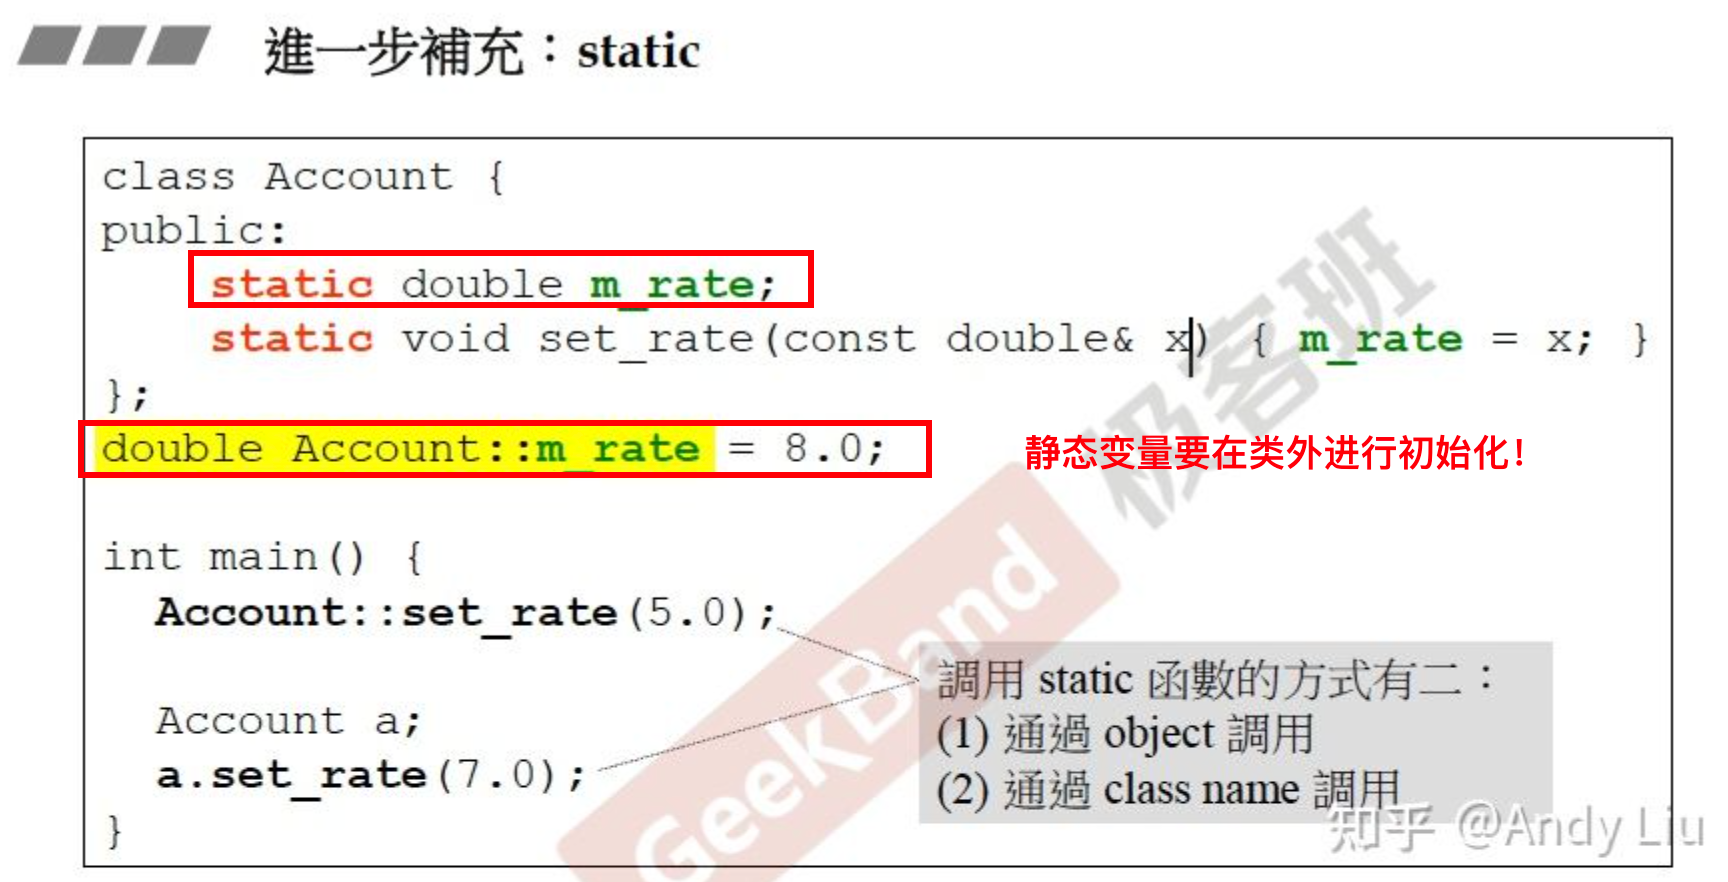 進一步補充：static
class Account {
public:
static double m_rate;
static void set_rate(const double& x) { m_rate = x; }
};
double Account::m_rate = 8.0;
静态变量要在类外进行初始化！
int main() {
Account::set_rate(5.0);
Account a;
a.set_rate(7.0);
}
調用 static 函數的方式有二：
(1) 通過 object 調用
(2) 通過 class name 調用
GeekBand 极客班
知乎 @Andy Liu